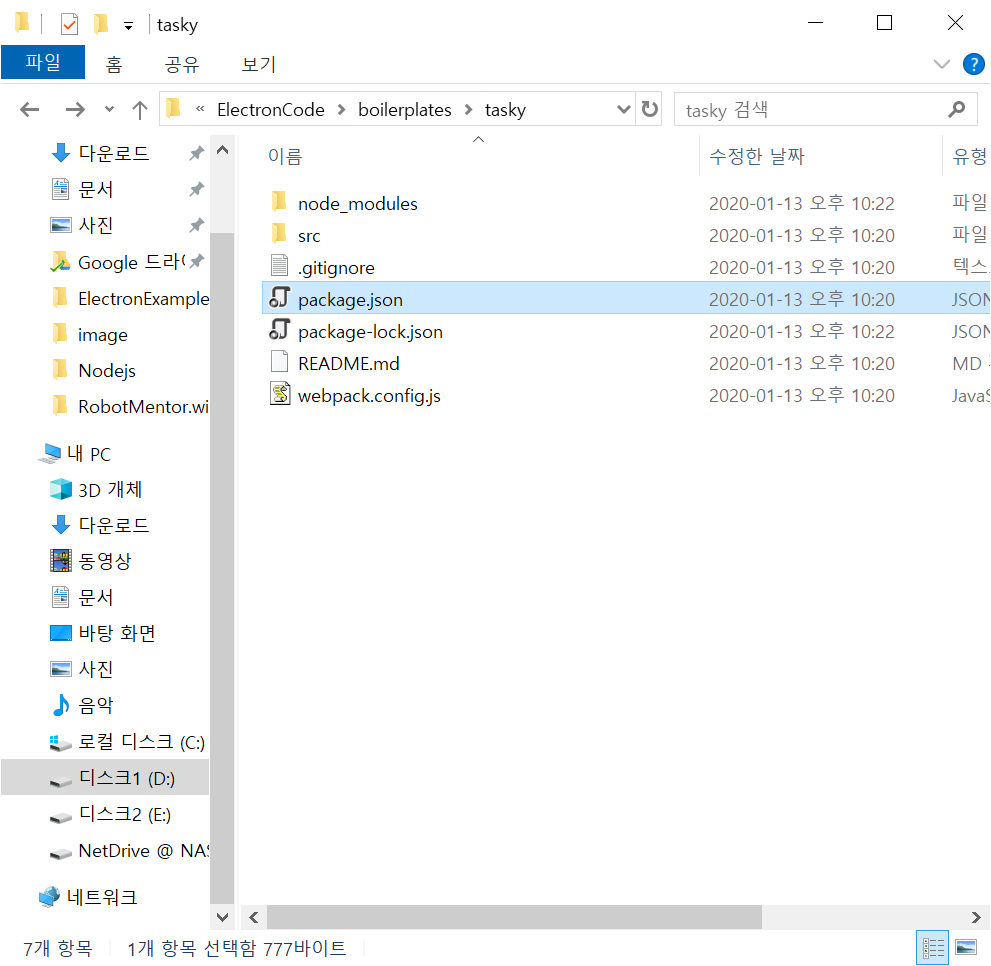 tasky
파일 홈 공유 보기
?
« ElectronCode > boilerplates > tasky
tasky 검색
다운로드
문서
사진
Google 드라이
ElectronExample
image
Nodejs
RobotMentor.wi
내 PC
3D 개체
다운로드
동영상
문서
바탕 화면
사진
음악
로컬 디스크 (C:)
디스크1 (D:)
디스크2 (E:)
NetDrive @ NAS
네트워크
이름 수정한 날짜 유형
node_modules 2020-01-13 오후 10:22 파일
src 2020-01-13 오후 10:20 파일
.gitignore 2020-01-13 오후 10:20 텍스
package.json 2020-01-13 오후 10:20 JSON
package-lock.json 2020-01-13 오후 10:22 JSON
README.md 2020-01-13 오후 10:20 MD
webpack.config.js 2020-01-13 오후 10:20 JavaS
7개 항목 1개 항목 선택함 777바이트